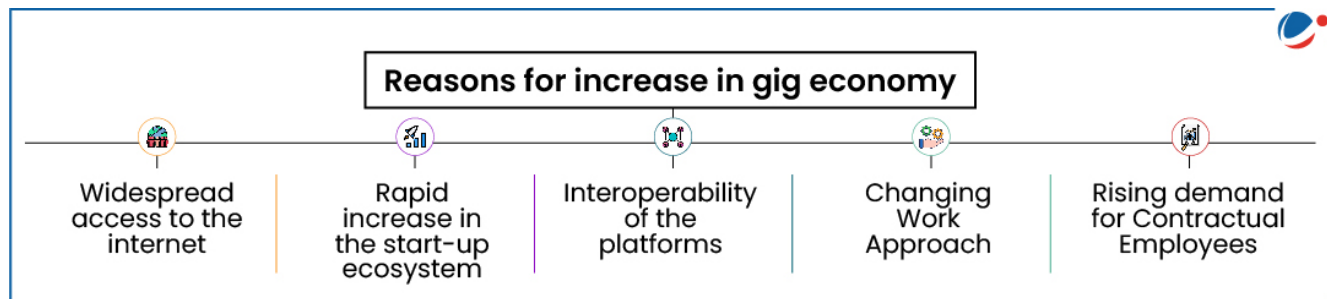 Reasons for increase in gig economy
Widespread
access to the
internet
Rapid
increase in
the start-up
ecosystem
Interoperability
of the
platforms
Changing
Work
Approach
Rising demand
for Contractual
Employees